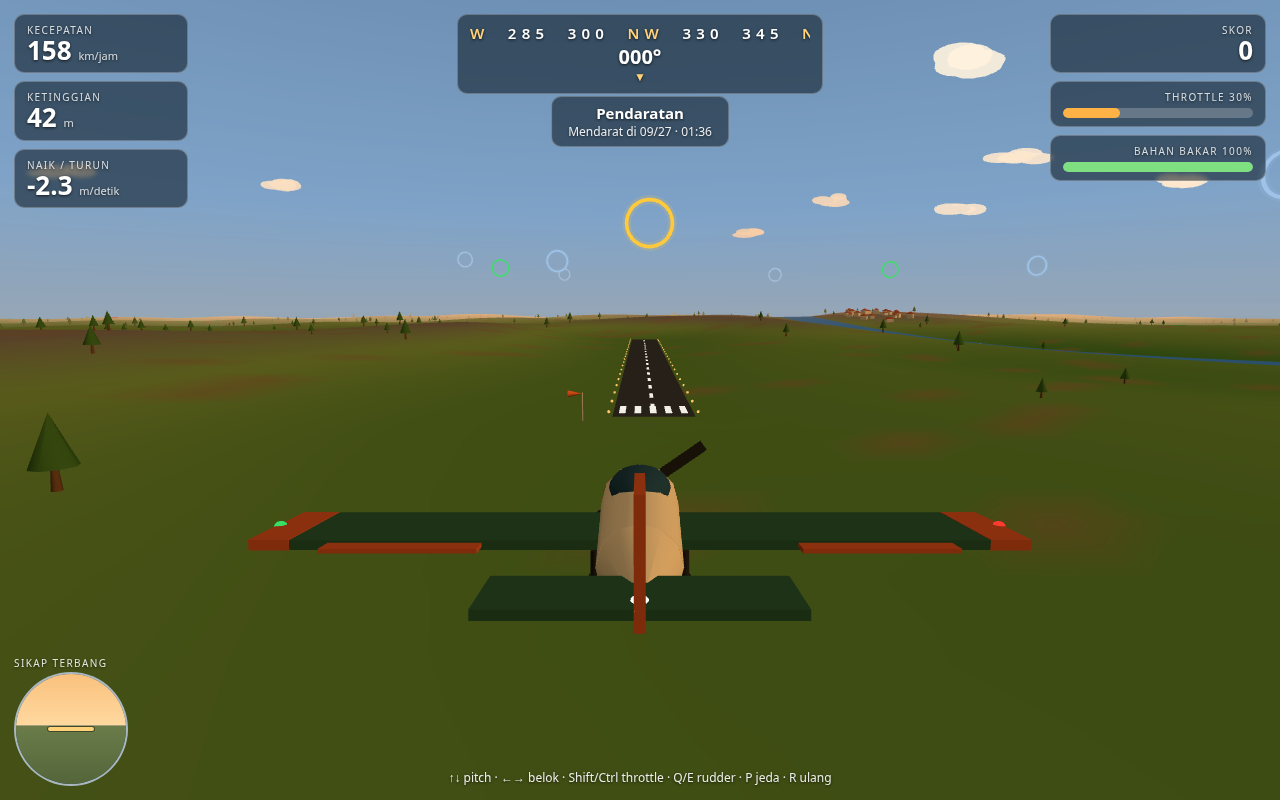 KECEPATAN
158 km/jam
KETINGGIAN
42 m
NAIK / TURUN
-2.3 m/detik
W 285 300 NW 330 345 N
000°
▼
Pendaratan
Mendarat di 09/27 · 01:36
SKOR
0
THROTTLE 30%
BAHAN BAKAR 100%
SIKAP TERBANG
↑↓ pitch · ←→ belok · Shift/Ctrl throttle · Q/E rudder · P jeda · R ulang